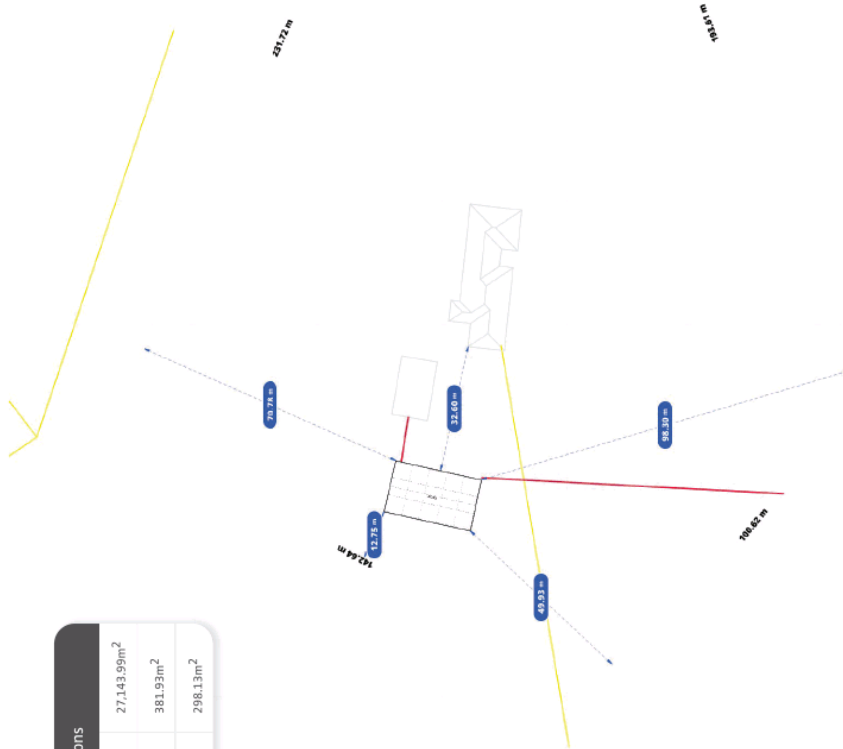 231.72 m
193.61 m
70.78 m
32.60 m
98.30 m
12.75 m
142.64 m
100.62 m
49.93 m
ons
27,143.99m²
381.93m²
298.13m²